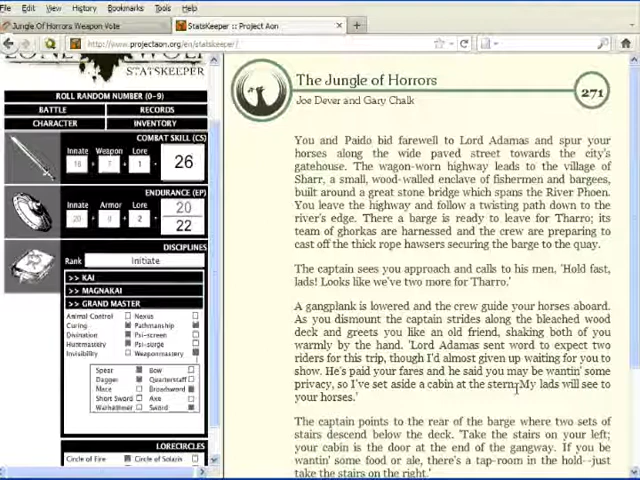 File Edit View History Bookmarks Tools Help
Jungle Of Horrors Weapon Vote
StatsKeeper :: Project Aon
http://www.projectaon.org/en/statskeeper/
LONE WOLF
STATSKEEPER
ROLL RANDOM NUMBER (0-9)
BATTLE RECORDS
CHARACTER INVENTORY
COMBAT SKILL (CS)
Innate Weapon Lore
26
ENDURANCE (EP)
Innate Armor Lore
20 0 2
20
22
DISCIPLINES
Rank Initiate
>> KAI
>> MAGNAKAI
>> GRAND MASTER
Animal Control Nexus
Curing Pathmanship
Divination Psi-screen
Huntmastery Psi-surge
Invisibility Weaponmastery
Spear Bow
Dagger Quarterstaff
Mace Broadsword
Short Sword Axe
Warhammer Sword
LORECIRCLES
Circle of Fire Circle of Solaris
The Jungle of Horrors
Joe Dever and Gary Chalk
271
You and Paido bid farewell to Lord Adamas and spur your
horses along the wide paved street towards the city's
gatehouse. The wagon-worn highway leads to the village of
Sharr, a small, wood-walled enclave of fishermen and bargees,
built around a great stone bridge which spans the River Phoen.
You leave the highway and follow a twisting path down to the
river's edge. There a barge is ready to leave for Tharro; its
team of ghorkas are harnessed and the crew are preparing to
cast off the thick rope hawsers securing the barge to the quay.
The captain sees you approach and calls to his men, 'Hold fast,
lads! Looks like we've two more for Tharro.'
A gangplank is lowered and the crew guide your horses aboard.
As you dismount the captain strides along the bleached wood
deck and greets you like an old friend, shaking both of you
warmly by the hand. 'Lord Adamas sent word to expect two
riders for this trip, though I'd almost given up waiting for you to
show. He's paid your fares and he said you may be wantin' some
privacy, so I've set aside a cabin at the stern. My lads will see to
your horses.'
The captain points to the rear of the barge where two sets of
stairs descend below the deck. 'Take the stairs on your left;
your cabin is the door at the end of the gangway. If you be
wantin' some food or ale, there's a tap-room in the hold--just
take the stairs on the right.'